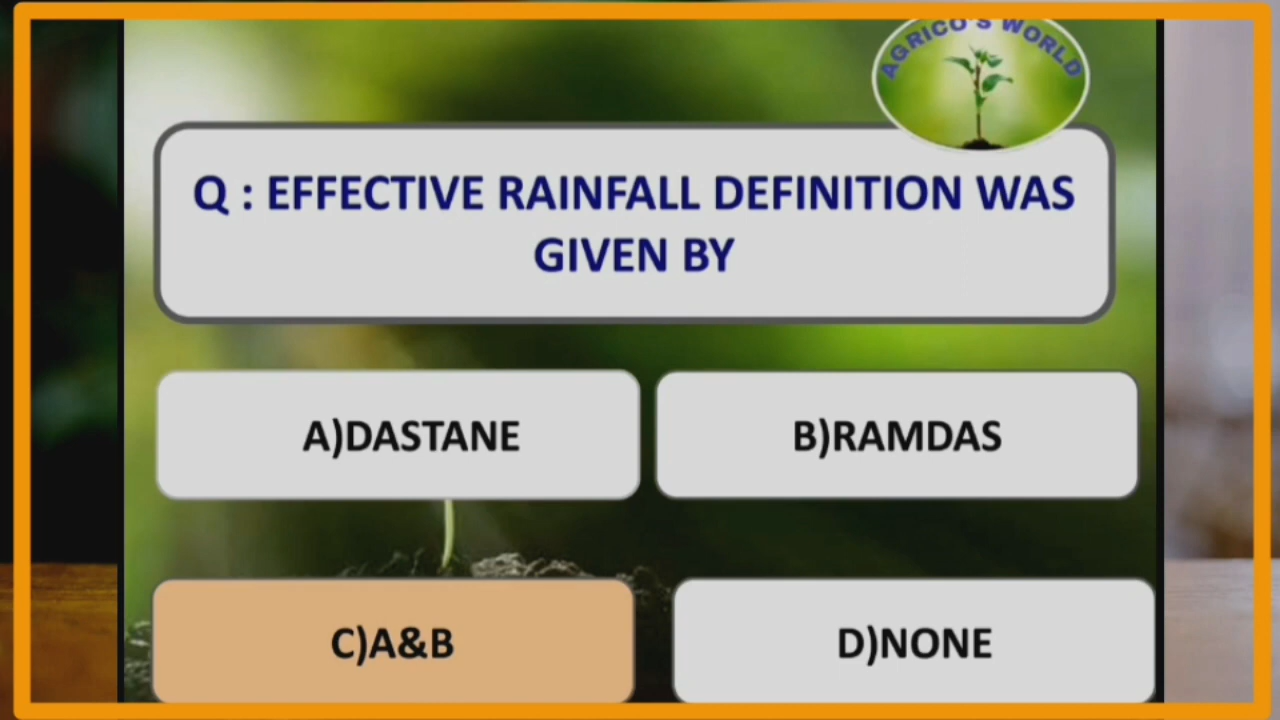 AGRICO'S WORLD
Q : EFFECTIVE RAINFALL DEFINITION WAS
GIVEN BY
A)DASTANE
B)RAMDAS
C)A&B
D)NONE